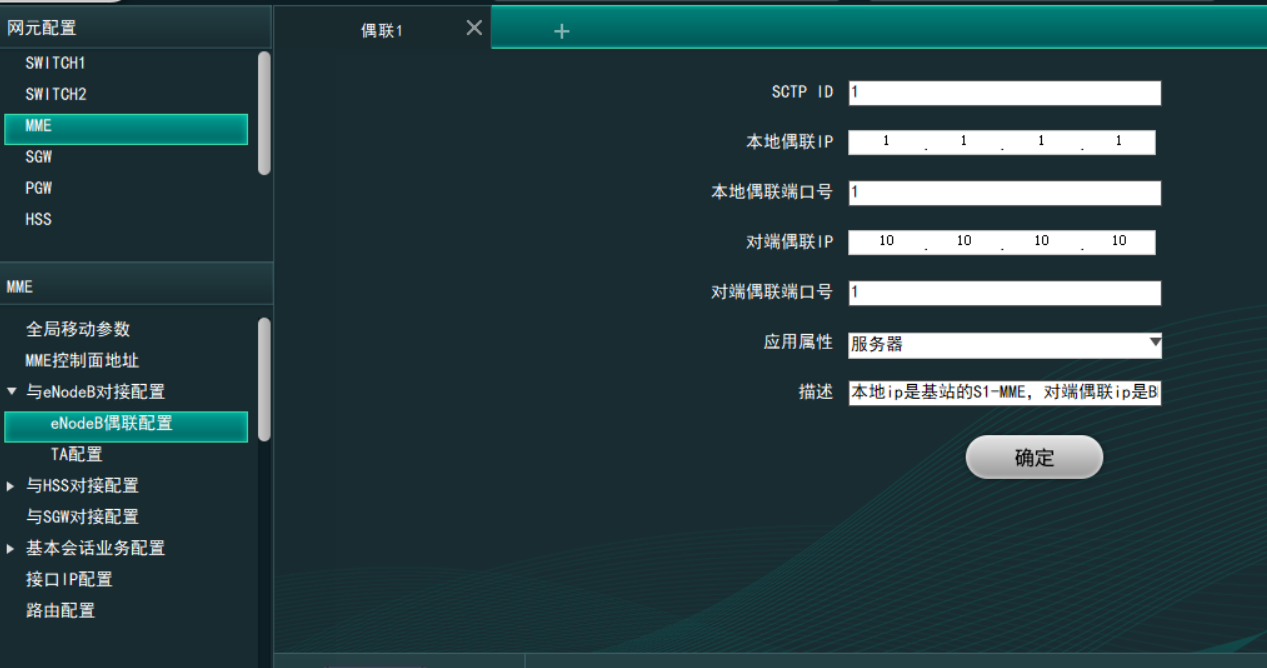 网元配置
SWITCH1
SWITCH2
MME
SGW
PGW
HSS
MME
全局移动参数
MME控制面地址
与eNodeB对接配置
eNodeB偶联配置
TA配置
与HSS对接配置
与SGW对接配置
基本会话业务配置
接口IP配置
路由配置
偶联1
SCTP ID 1
本地偶联IP 1 . 1 . 1 . 1
本地偶联端口号 1
对端偶联IP 10 . 10 . 10 . 10
对端偶联端口号 1
应用属性 服务器
描述 本地ip是基站的S1-MME，对端偶联ip是B
确定